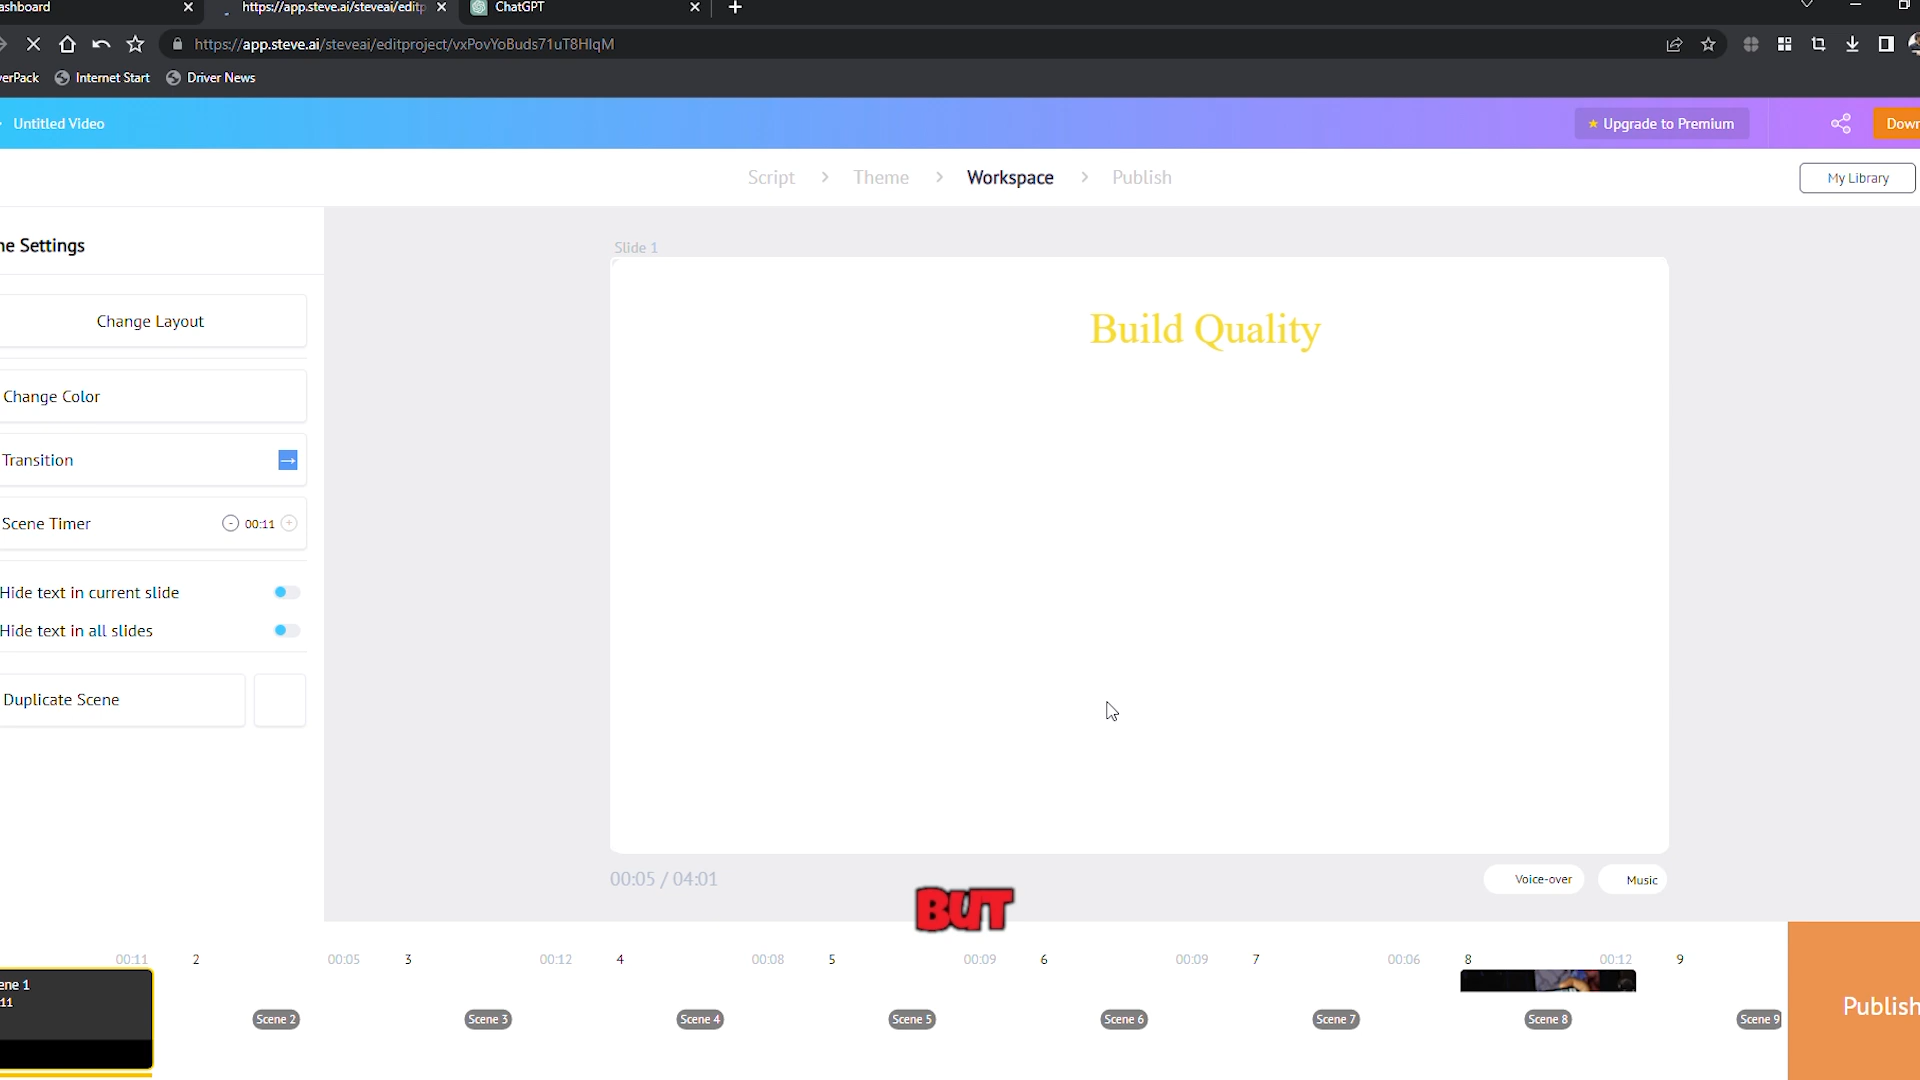 ashboard
https://app.steve.ai/steveai/editp
ChatGPT
https://app.steve.ai/steveai/editproject/vxPovYoBuds71uT8HIqM
verPack
Internet Start
Driver News
Untitled Video
Upgrade to Premium
Down
Script
Theme
Workspace
Publish
My Library
ne Settings
Slide 1
Change Layout
Build Quality
Change Color
Transition
Scene Timer
- 00:11 +
Hide text in current slide
Hide text in all slides
Duplicate Scene
00:05 / 04:01
Voice-over
Music
BUT
00:11 2 00:05 3 00:12 4 00:08 5 00:09 6 00:09 7 00:06 8 00:12 9
ene 1
11
Scene 2
Scene 3
Scene 4
Scene 5
Scene 6
Scene 7
Scene 8
Scene 9
Publish